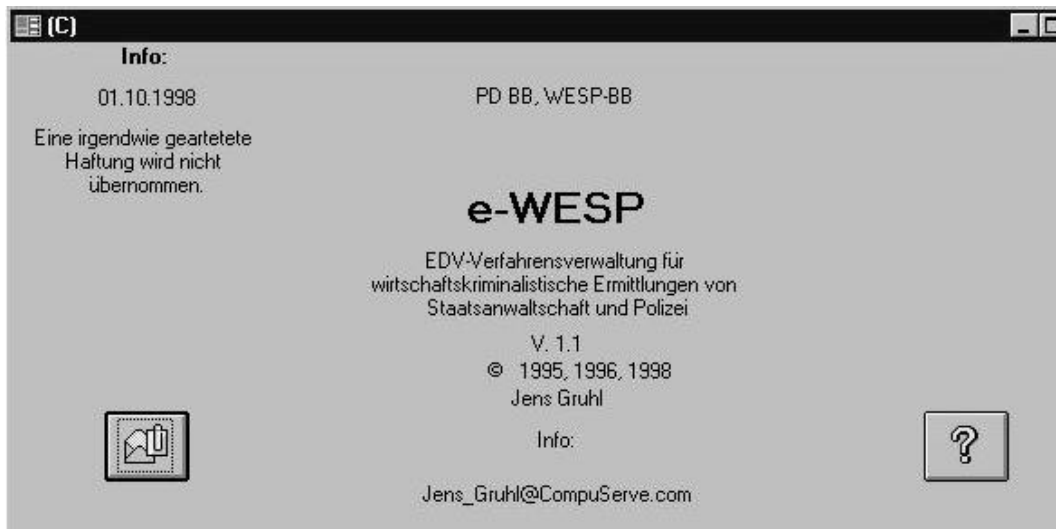 (C)
Info:
01.10.1998
PD BB, WESP-BB
Eine irgendwie geartetete
Haftung wird nicht
übernommen.
e-WESP
EDV-Verfahrensverwaltung für
wirtschaftskriminalistische Ermittlungen von
Staatsanwaltschaft und Polizei
V. 1.1
© 1995, 1996, 1998
Jens Gruhl
Info:
Jens_Gruhl@CompuServe.com
?